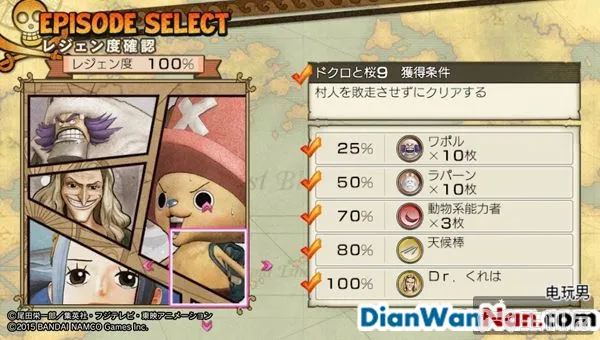 EPISODE SELECT
レジェン度確認
レジェン度 100%
ドクロと桜9 獲得条件
村人を敗走させずにクリアする
25% ワポル
×10枚
50% ラパーン
×10枚
70% 動物系能力者
×3枚
80% 天候棒
100% Dr.くれは
©尾田栄一郎/集英社・フジテレビ・東映アニメーション
©2015 BANDAI NAMCO Games Inc.
电玩男
DianWanNan.com